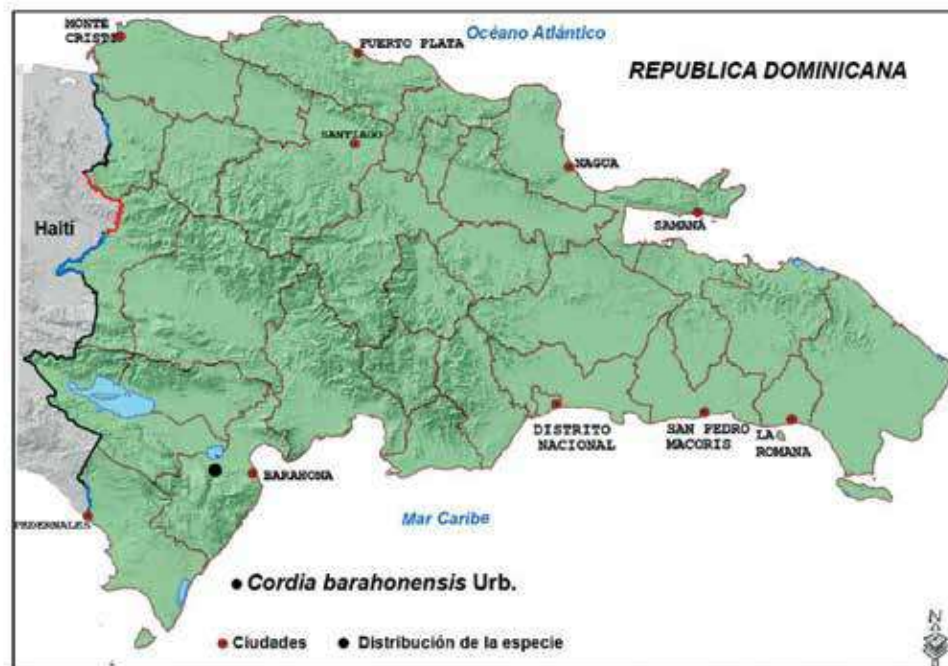 MONTE
CRISTI
Océano Atlántico
PUERTO PLATA
REPUBLICA DOMINICANA
SANTIAGO
NAGUA
Haití
SAMANÁ
DISTRITO
NACIONAL
SAN PEDRO
MACORIS
LA
ROMANA
BARAHONA
PEDERNALES
Mar Caribe
• Cordia barahonensis Urb.
Ciudades
Distribución de la especie
N